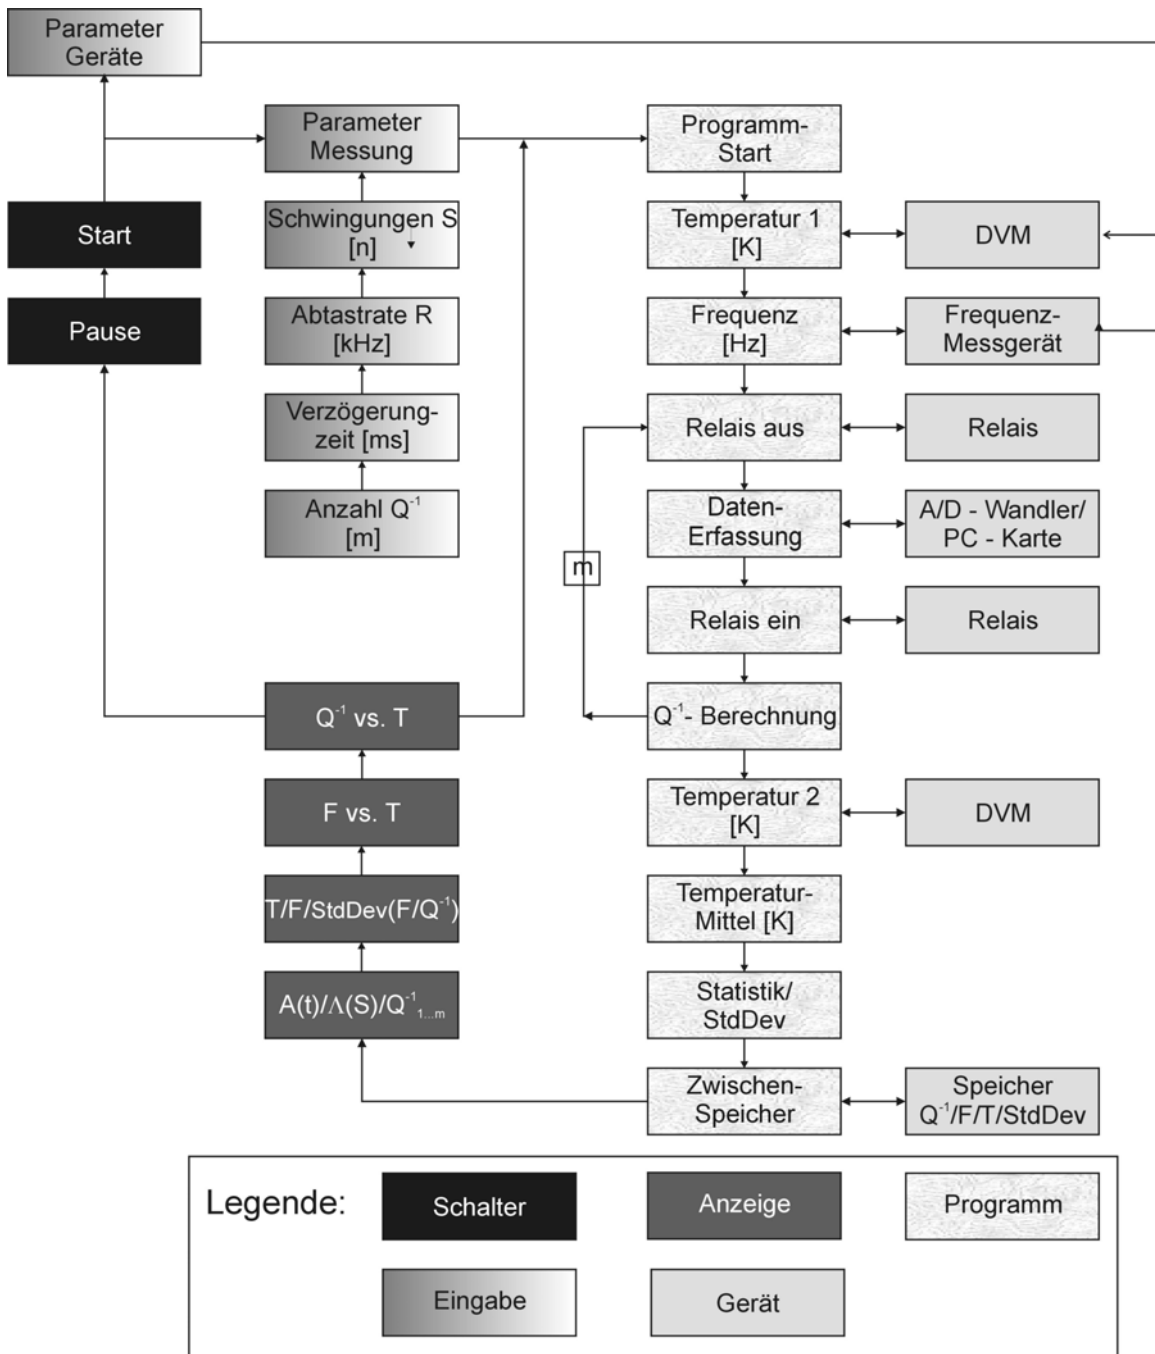 Parameter
Geräte
Parameter
Messung
Programm-
Start
Start
Schwingungen S
[n]
Temperatur 1
[K]
DVM
Pause
Abtastrate R
[kHz]
Frequenz
[Hz]
Frequenz-
Messgerät
Verzögerung-
zeit [ms]
Relais aus
Relais
Anzahl Q⁻¹
[m]
Daten-
Erfassung
A/D - Wandler/
PC - Karte
m
Relais ein
Relais
Q⁻¹ vs. T
Q⁻¹- Berechnung
F vs. T
Temperatur 2
[K]
DVM
T/F/StdDev(F/Q⁻¹)
Temperatur-
Mittel [K]
A(t)/Λ(S)/Q⁻¹₁...ₘ
Statistik/
StdDev
Zwischen-
Speicher
Speicher
Q⁻¹/F/T/StdDev
Legende:
Schalter
Anzeige
Programm
Eingabe
Gerät